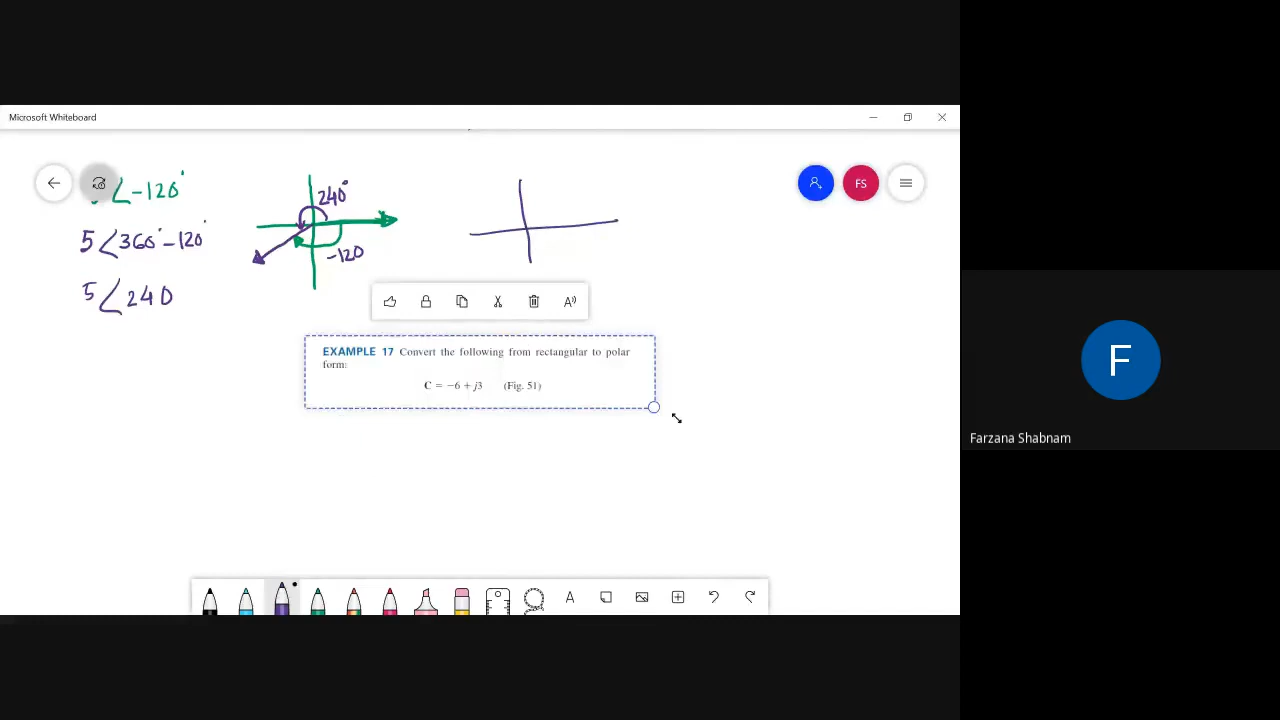 Microsoft Whiteboard
∠-120°
5∠360°-120°
5∠240
240°
-120
FS
EXAMPLE 17 Convert the following from rectangular to polar
form:
C = −6 + j3 (Fig. 51)
F
Farzana Shabnam
A